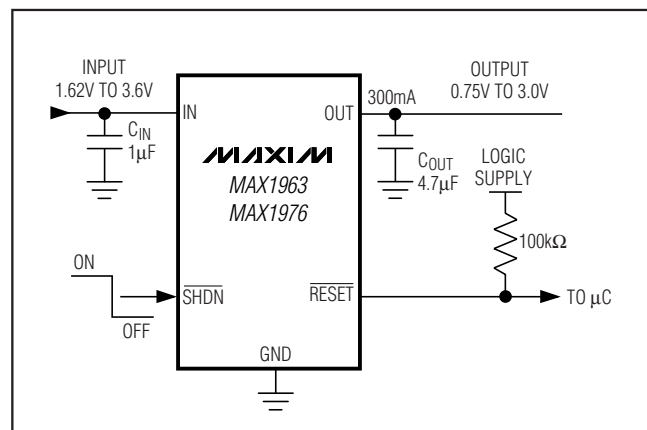 INPUT
1.62V TO 3.6V
OUTPUT
0.75V TO 3.0V
300mA
IN
OUT
CIN
1μF
MAXIM
MAX1963
MAX1976
COUT
4.7μF
LOGIC
SUPPLY
100kΩ
ON
OFF
SHDN
RESET
TO μC
GND